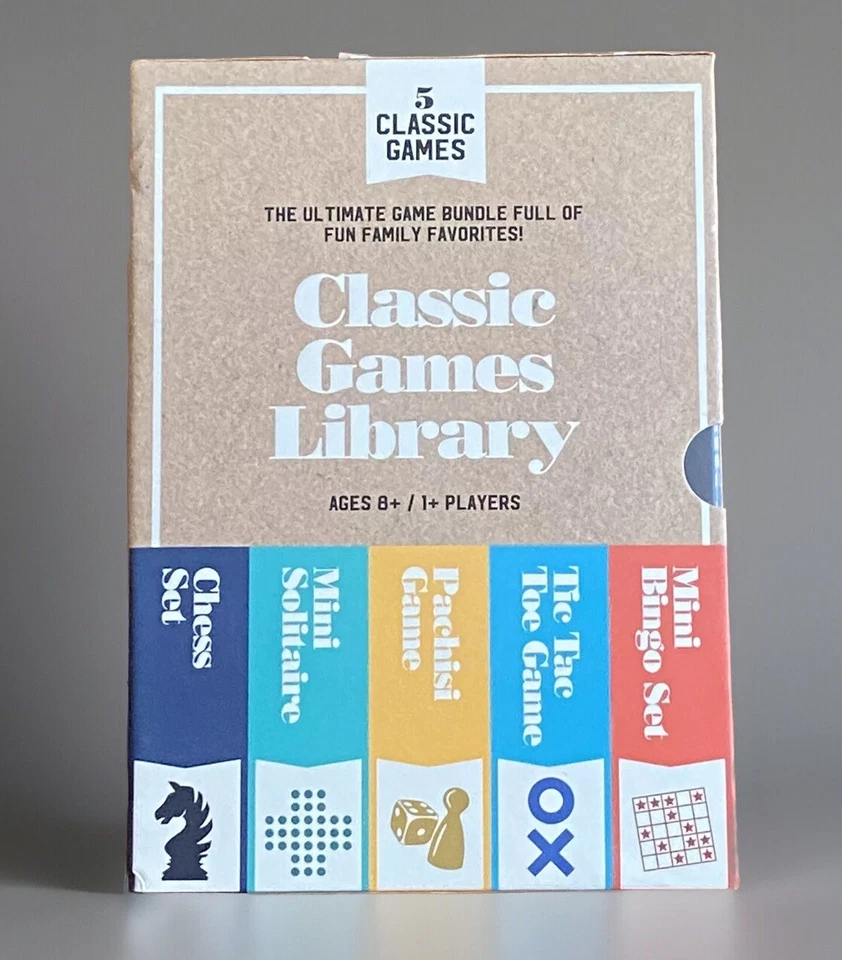 5
CLASSIC
GAMES
THE ULTIMATE GAME BUNDLE FULL OF
FUN FAMILY FAVORITES!
Classic
Games
Library
AGES 8+ / 1+ PLAYERS
Chess
Set
Mini
Solitaire
Pachisi
Game
Tic Tac
Toe Game
Mini
Bingo Set
OX